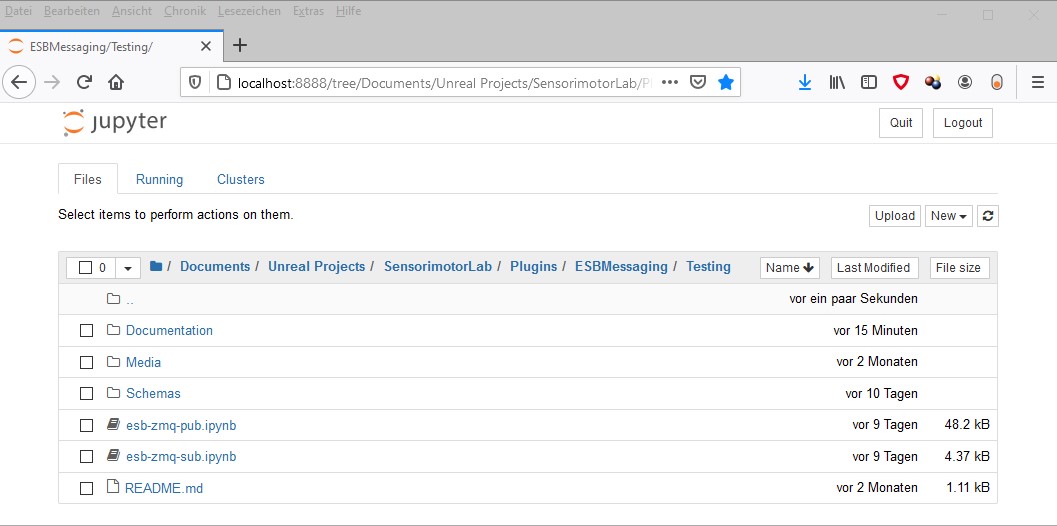 Datei Bearbeiten Ansicht Chronik Lesezeichen Extras Hilfe
ESBMessaging/Testing/
localhost:8888/tree/Documents/Unreal Projects/SensorimotorLab/Pl
jupyter Quit Logout
Files Running Clusters
Select items to perform actions on them. Upload New
0 / Documents / Unreal Projects / SensorimotorLab / Plugins / ESBMessaging / Testing Name Last Modified File size
.. vor ein paar Sekunden
Documentation vor 15 Minuten
Media vor 2 Monaten
Schemas vor 10 Tagen
esb-zmq-pub.ipynb vor 9 Tagen 48.2 kB
esb-zmq-sub.ipynb vor 9 Tagen 4.37 kB
README.md vor 2 Monaten 1.11 kB